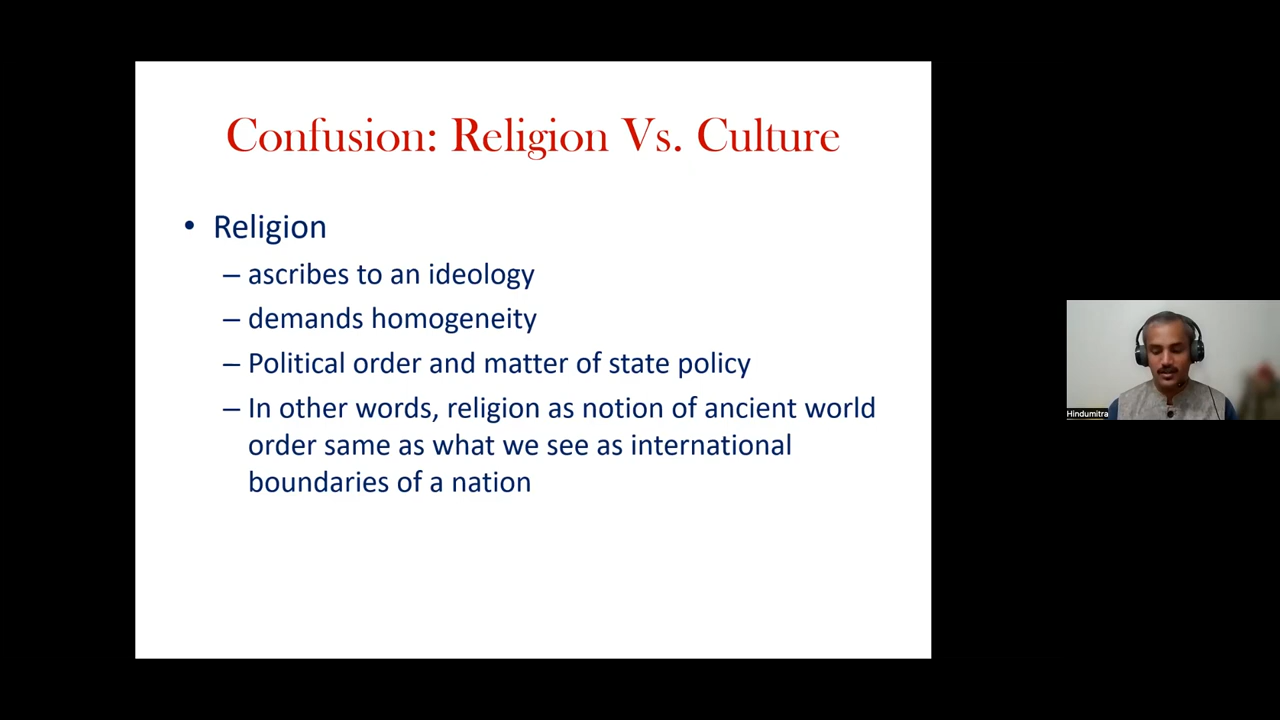 Confusion: Religion Vs. Culture
• Religion
– ascribes to an ideology
– demands homogeneity
– Political order and matter of state policy
– In other words, religion as notion of ancient world
order same as what we see as international
boundaries of a nation
Hindumitra